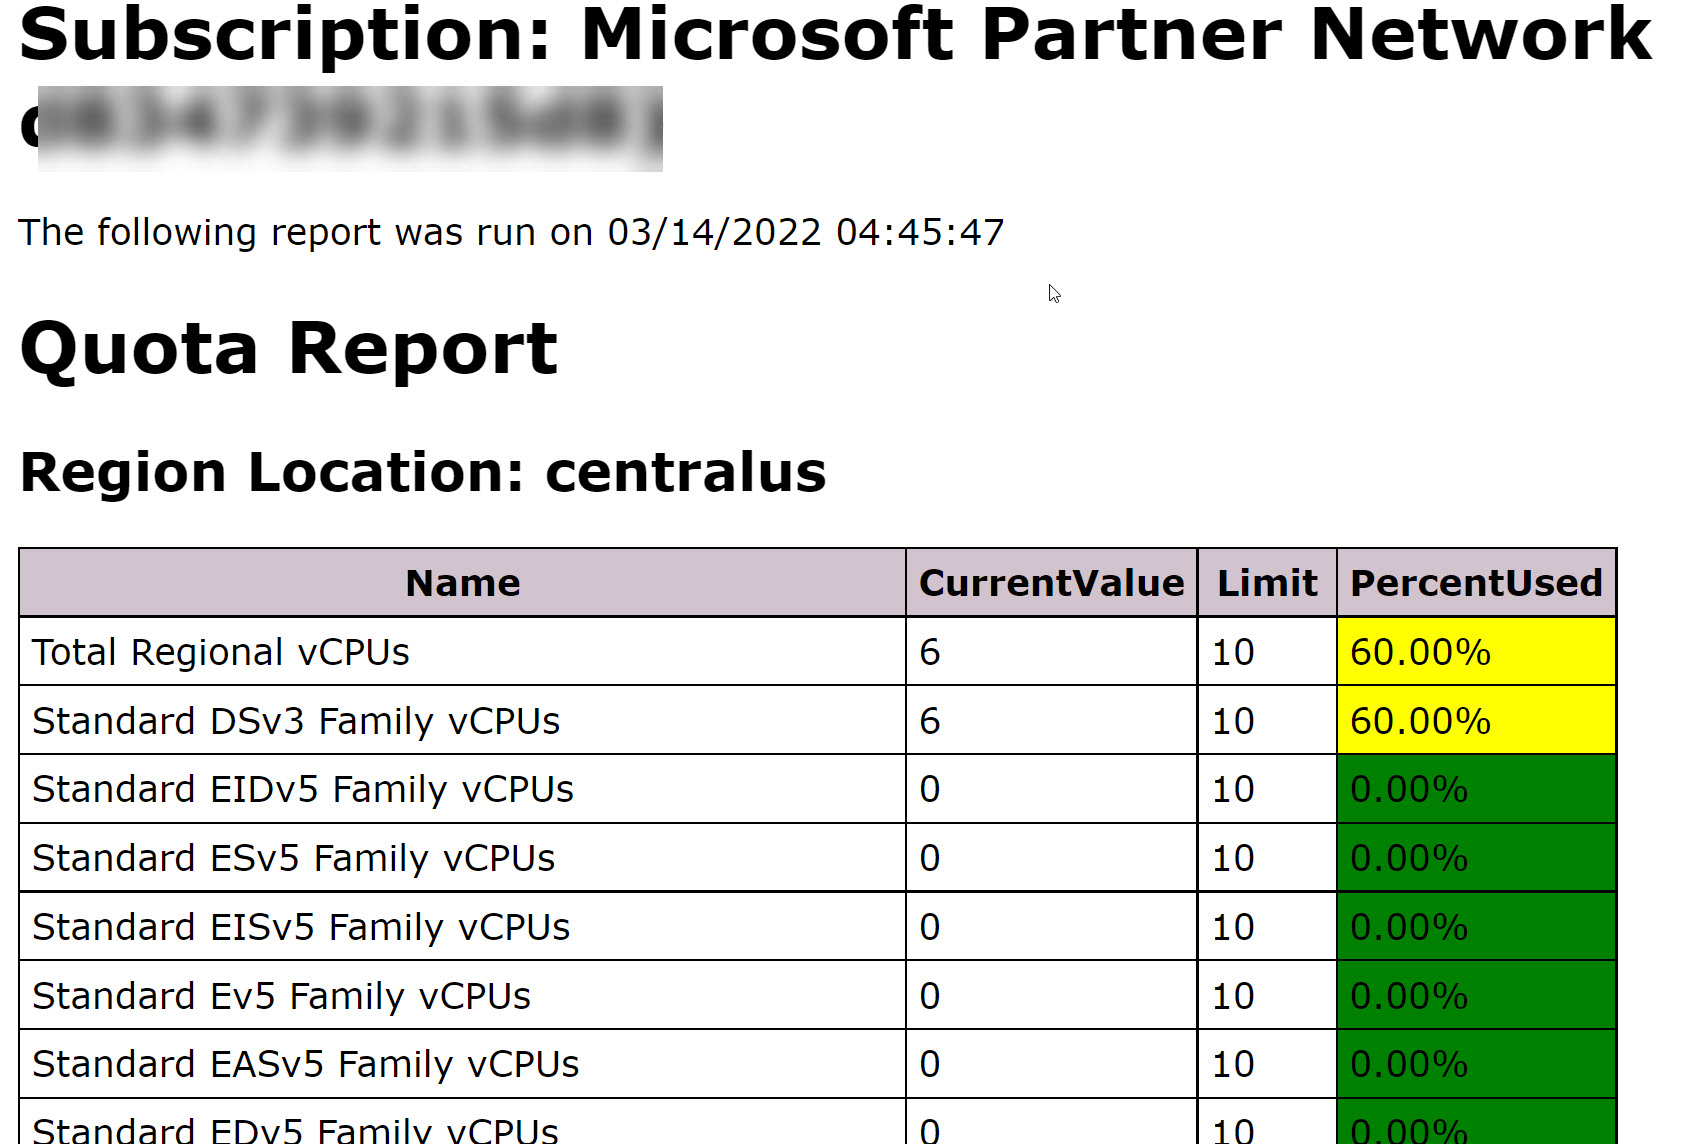 Subscription: Microsoft Partner Network
The following report was run on 03/14/2022 04:45:47
Quota Report
Region Location: centralus
Name CurrentValue Limit PercentUsed
Total Regional vCPUs 6 10 60.00%
Standard DSv3 Family vCPUs 6 10 60.00%
Standard EIDv5 Family vCPUs 0 10 0.00%
Standard ESv5 Family vCPUs 0 10 0.00%
Standard EISv5 Family vCPUs 0 10 0.00%
Standard Ev5 Family vCPUs 0 10 0.00%
Standard EASv5 Family vCPUs 0 10 0.00%
Standard EDv5 Family vCPUs 0 10 0.00%